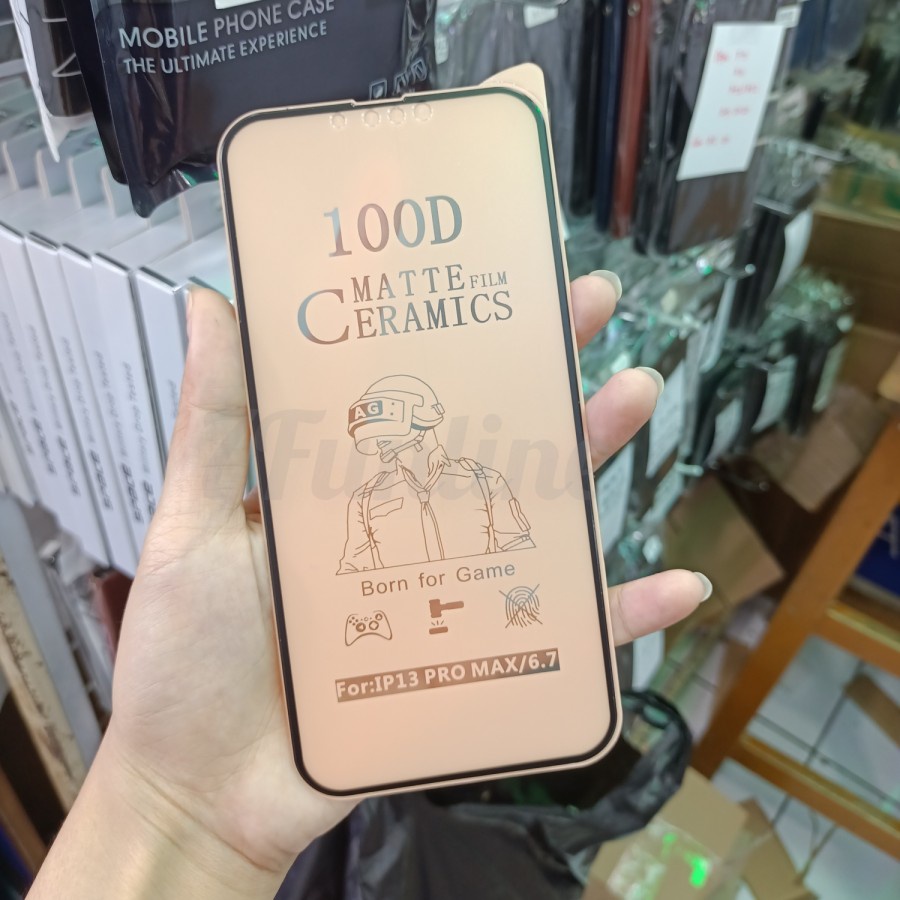 MOBILE PHONE CASE
THE ULTIMATE EXPERIENCE
100D
MATTE FILM
CERAMICS
AG
Born for Game
For:IP13 PRO MAX/6.7